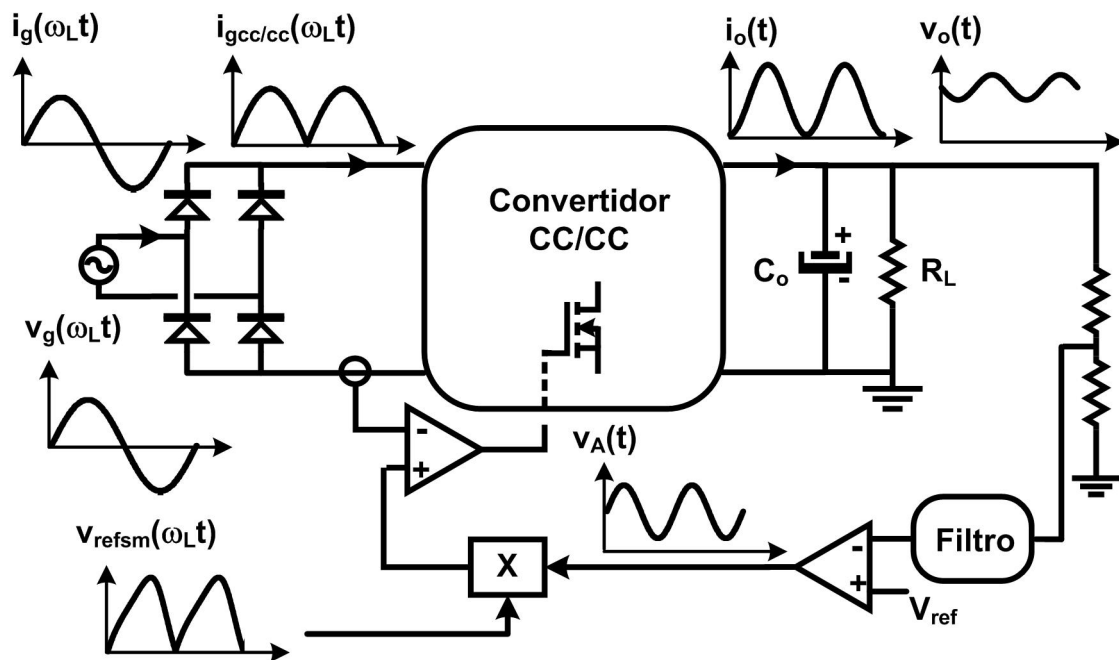 i_g(ω_Lt)
i_gcc/cc(ω_Lt)
i_o(t)
v_o(t)
Convertidor
CC/CC
+
C_o
-
R_L
v_g(ω_Lt)
-
+
v_A(t)
v_refsm(ω_Lt)
X
-
+
Filtro
V_ref